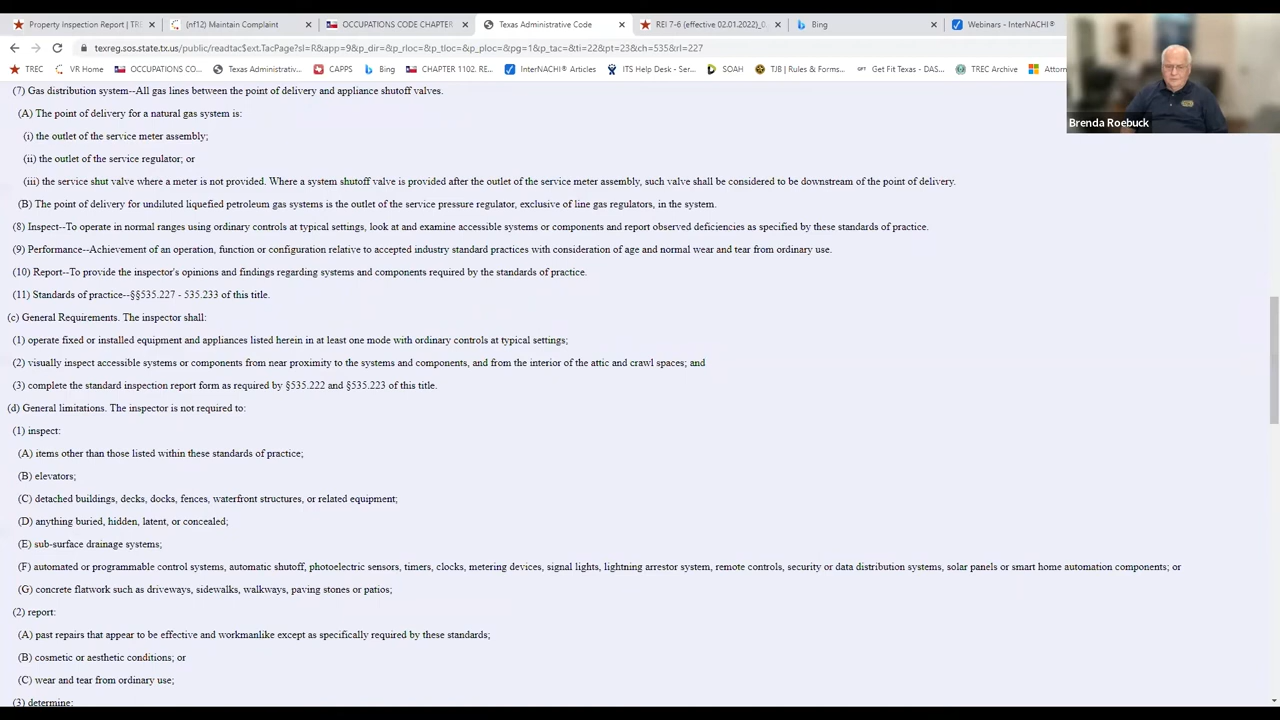 Property Inspection Report | TRE
(nf12) Maintain Complaint
OCCUPATIONS CODE CHAPTER
Texas Administrative Code
REI 7-6 (effective 02.01.2022)_0.
Bing
Webinars - InterNACHI®
texreg.sos.state.tx.us/public/readtac$ext.TacPage?sl=R&app=9&p_dir=&p_rloc=&p_tloc=&p_ploc=&pg=1&p_tac=&ti=22&pt=23&ch=535&rl=227
TREC
VR Home
OCCUPATIONS CO...
Texas Administrativ...
CAPPS
Bing
CHAPTER 1102. RE...
InterNACHI® Articles
ITS Help Desk - Ser...
SOAH
TJB | Rules & Forms...
Get Fit Texas - DAS...
TREC Archive
Attorn
Brenda Roebuck
(7) Gas distribution system--All gas lines between the point of delivery and appliance shutoff valves.
(A) The point of delivery for a natural gas system is:
(i) the outlet of the service meter assembly;
(ii) the outlet of the service regulator; or
(iii) the service shut valve where a meter is not provided. Where a system shutoff valve is provided after the outlet of the service meter assembly, such valve shall be considered to be downstream of the point of delivery.
(B) The point of delivery for undiluted liquefied petroleum gas systems is the outlet of the service pressure regulator, exclusive of line gas regulators, in the system.
(8) Inspect--To operate in normal ranges using ordinary controls at typical settings, look at and examine accessible systems or components and report observed deficiencies as specified by these standards of practice.
(9) Performance--Achievement of an operation, function or configuration relative to accepted industry standard practices with consideration of age and normal wear and tear from ordinary use.
(10) Report--To provide the inspector's opinions and findings regarding systems and components required by the standards of practice.
(11) Standards of practice--§§535.227 - 535.233 of this title.
(c) General Requirements. The inspector shall:
(1) operate fixed or installed equipment and appliances listed herein in at least one mode with ordinary controls at typical settings;
(2) visually inspect accessible systems or components from near proximity to the systems and components, and from the interior of the attic and crawl spaces; and
(3) complete the standard inspection report form as required by §535.222 and §535.223 of this title.
(d) General limitations. The inspector is not required to:
(1) inspect:
(A) items other than those listed within these standards of practice;
(B) elevators;
(C) detached buildings, decks, docks, fences, waterfront structures, or related equipment;
(D) anything buried, hidden, latent, or concealed;
(E) sub-surface drainage systems;
(F) automated or programmable control systems, automatic shutoff, photoelectric sensors, timers, clocks, metering devices, signal lights, lightning arrestor system, remote controls, security or data distribution systems, solar panels or smart home automation components; or
(G) concrete flatwork such as driveways, sidewalks, walkways, paving stones or patios;
(2) report:
(A) past repairs that appear to be effective and workmanlike except as specifically required by these standards;
(B) cosmetic or aesthetic conditions; or
(C) wear and tear from ordinary use;
(3) determine: